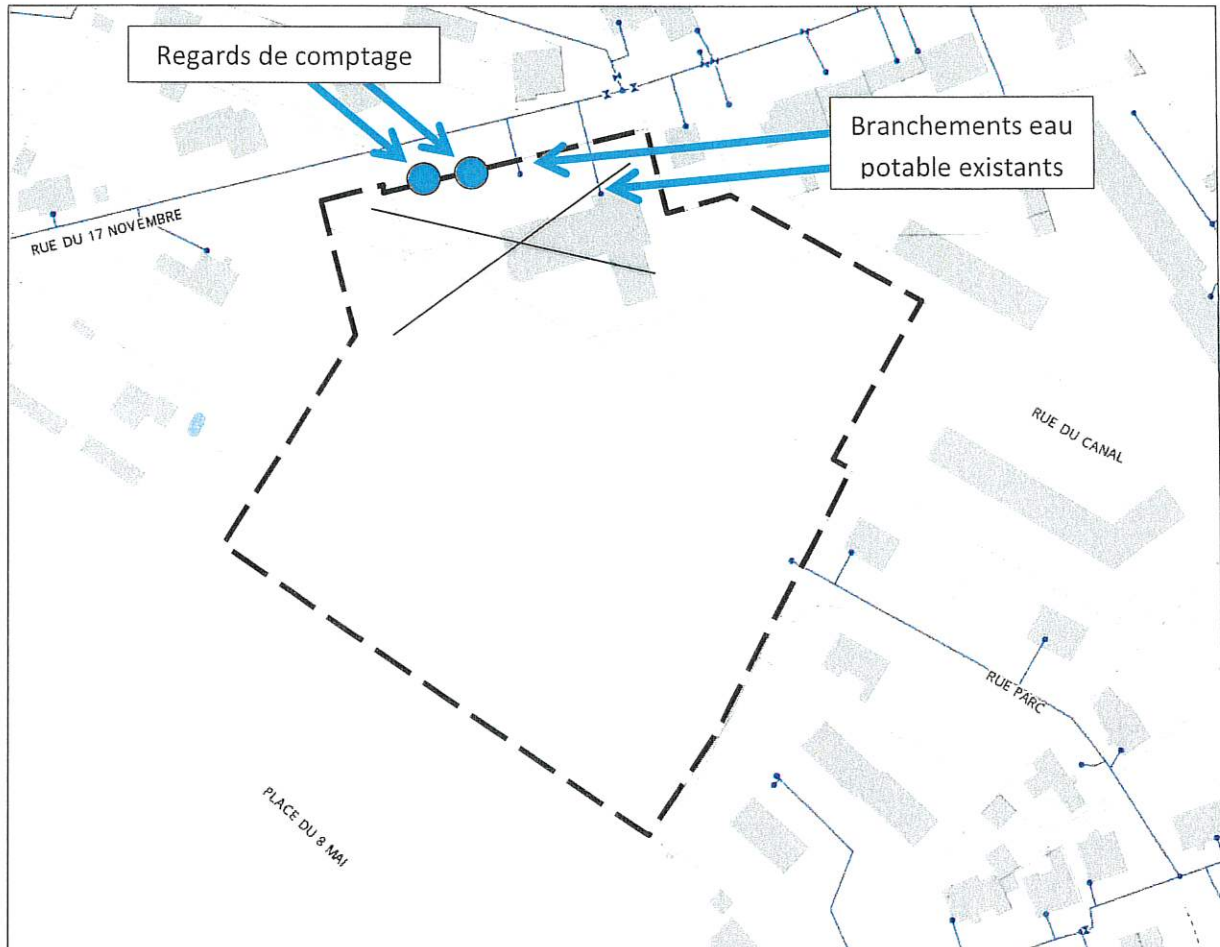 Regards de comptage
Branchements eau
potable existants
RUE DU 17 NOVEMBRE
RUE DU CANAL
RUE PARC
PLACE DU 8 MAI